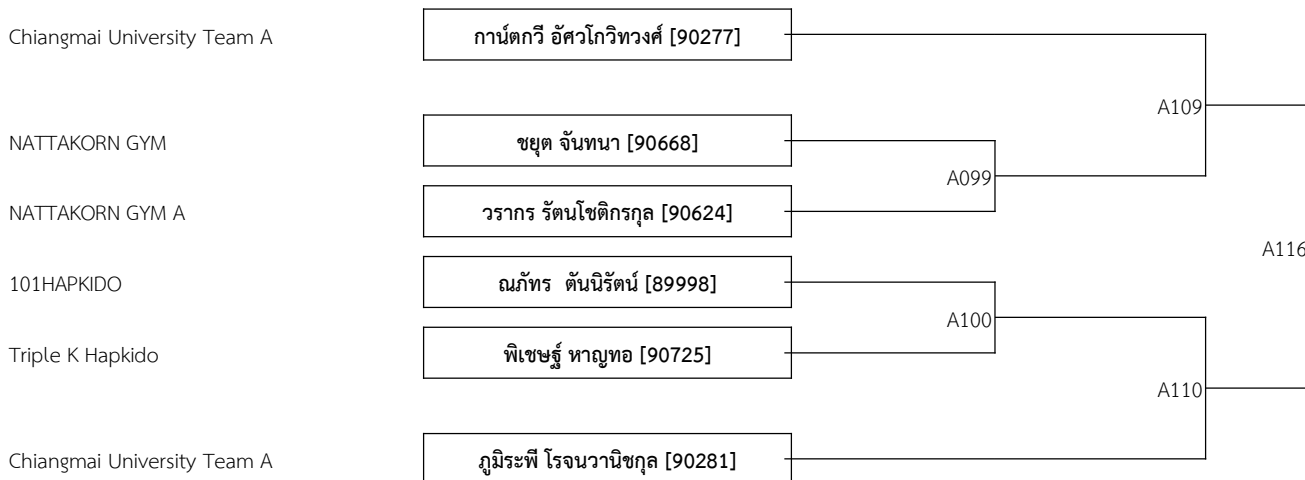 Chiangmai University Team A กาน์ตกวี อัศวโกวิทวงศ์ [90277]
A109
NATTAKORN GYM ชยุต จันทนา [90668]
A099
NATTAKORN GYM A วรากร รัตนโชติกรกุล [90624]
A116
101HAPKIDO ณภัทร ตันนิรัตน์ [89998]
A100
Triple K Hapkido พิเชษฐ์ หาญทอ [90725]
A110
Chiangmai University Team A ภูมิระพี โรจนวานิชกุล [90281]